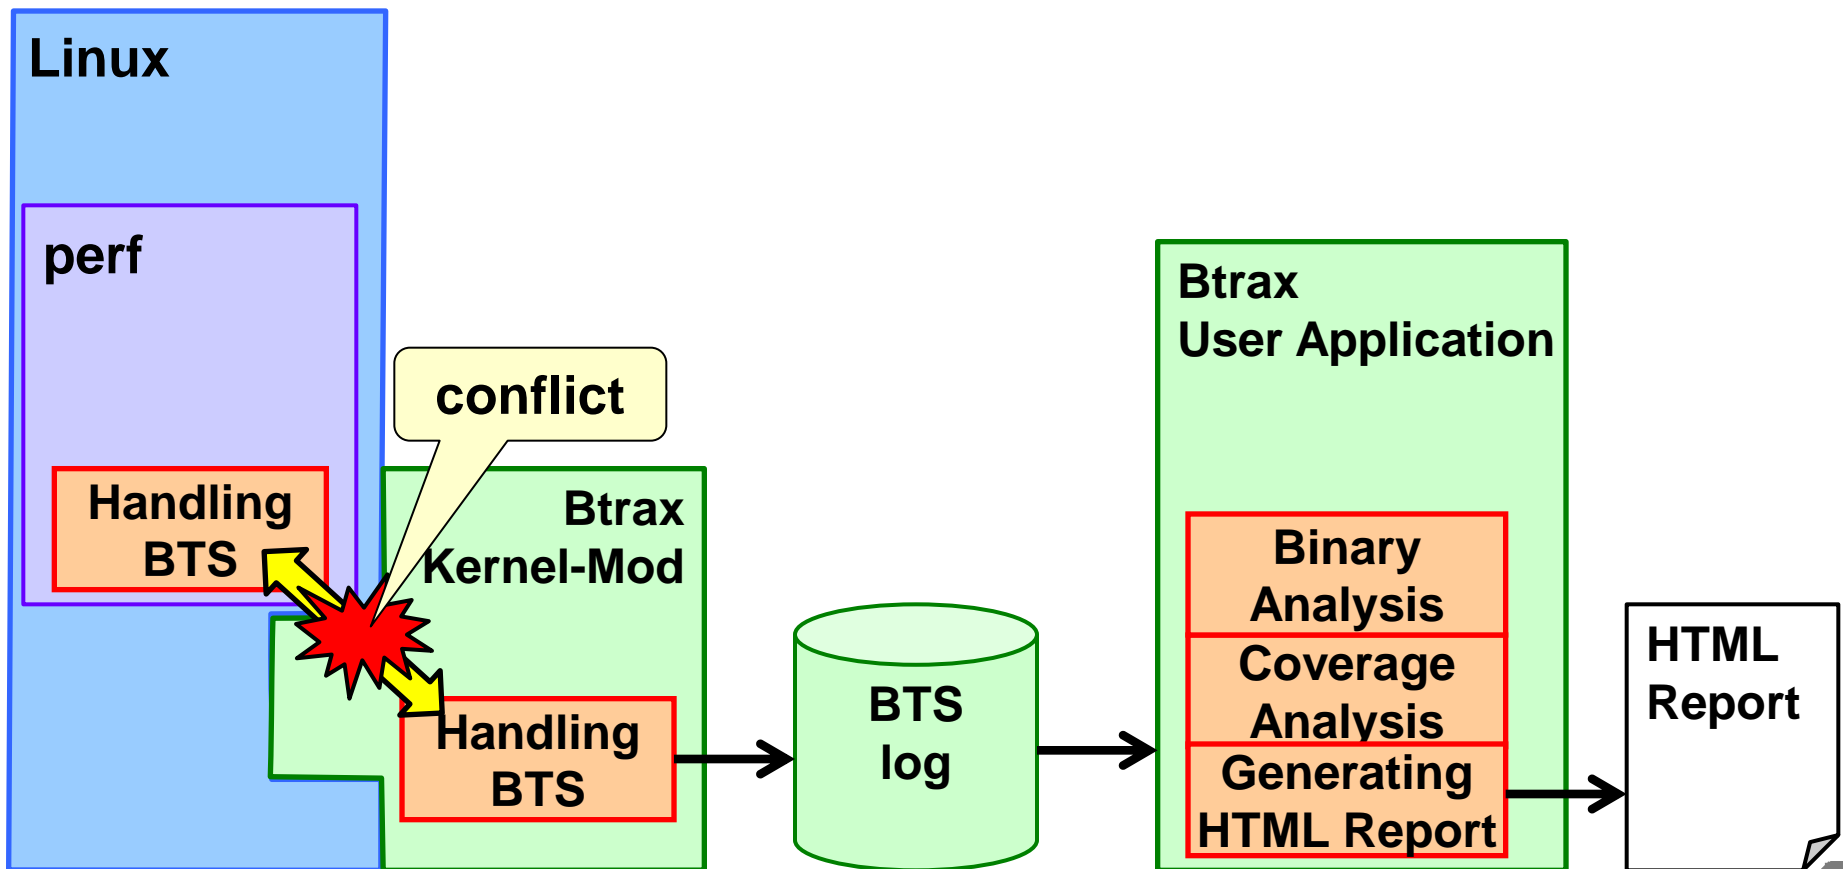 Linux
perf
Handling
BTS
conflict
Btrax
Kernel-Mod
Handling
BTS
BTS
log
Btrax
User Application
Binary
Analysis
Coverage
Analysis
Generating
HTML Report
HTML
Report